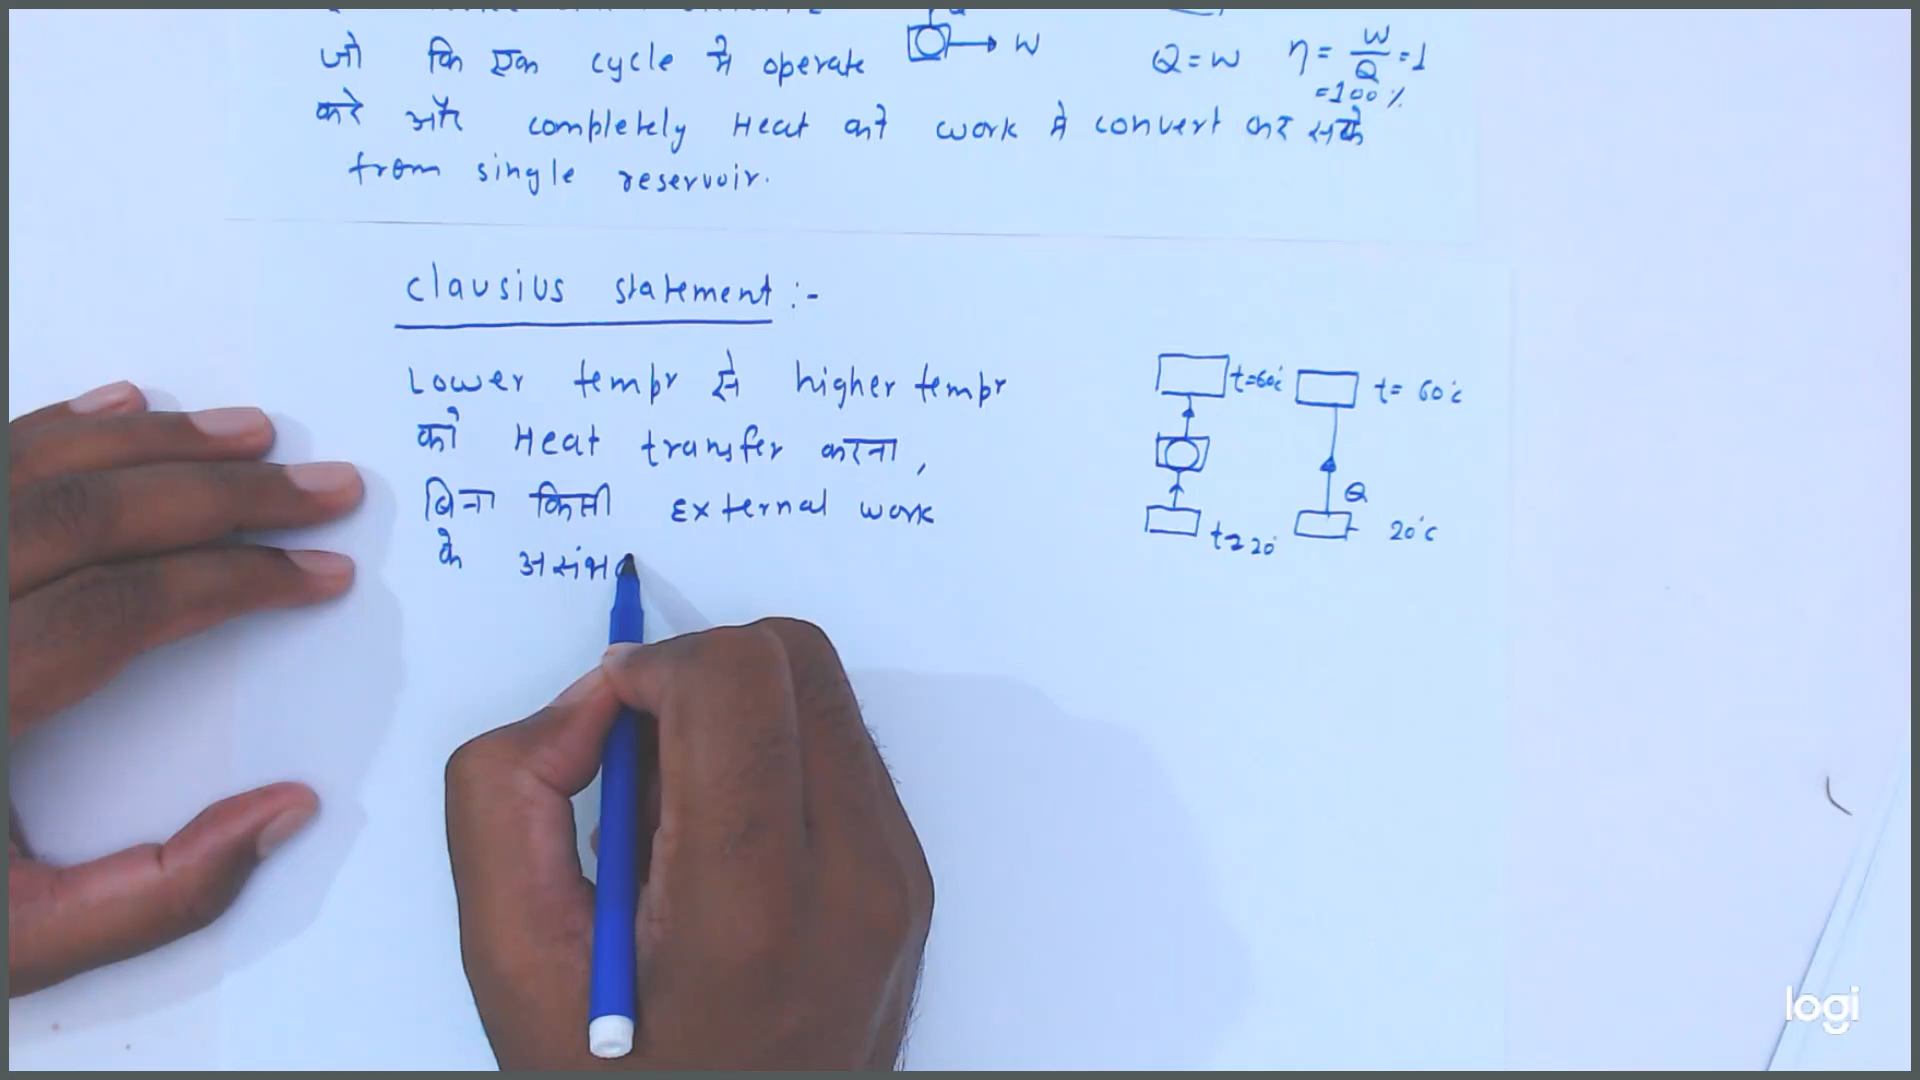 W
जो कि एक cycle मे operate
Q=W η= W/Q =1
=100%
करे और completely Heat को work मे convert कर सके
from single reservoir.
clausius statement :-
Lower tempr से higher tempr
को Heat transfer करना,
बिना किसी External work
के असंभव
t=60°c
t= 60°c
Q
t=20°
20°c
logi